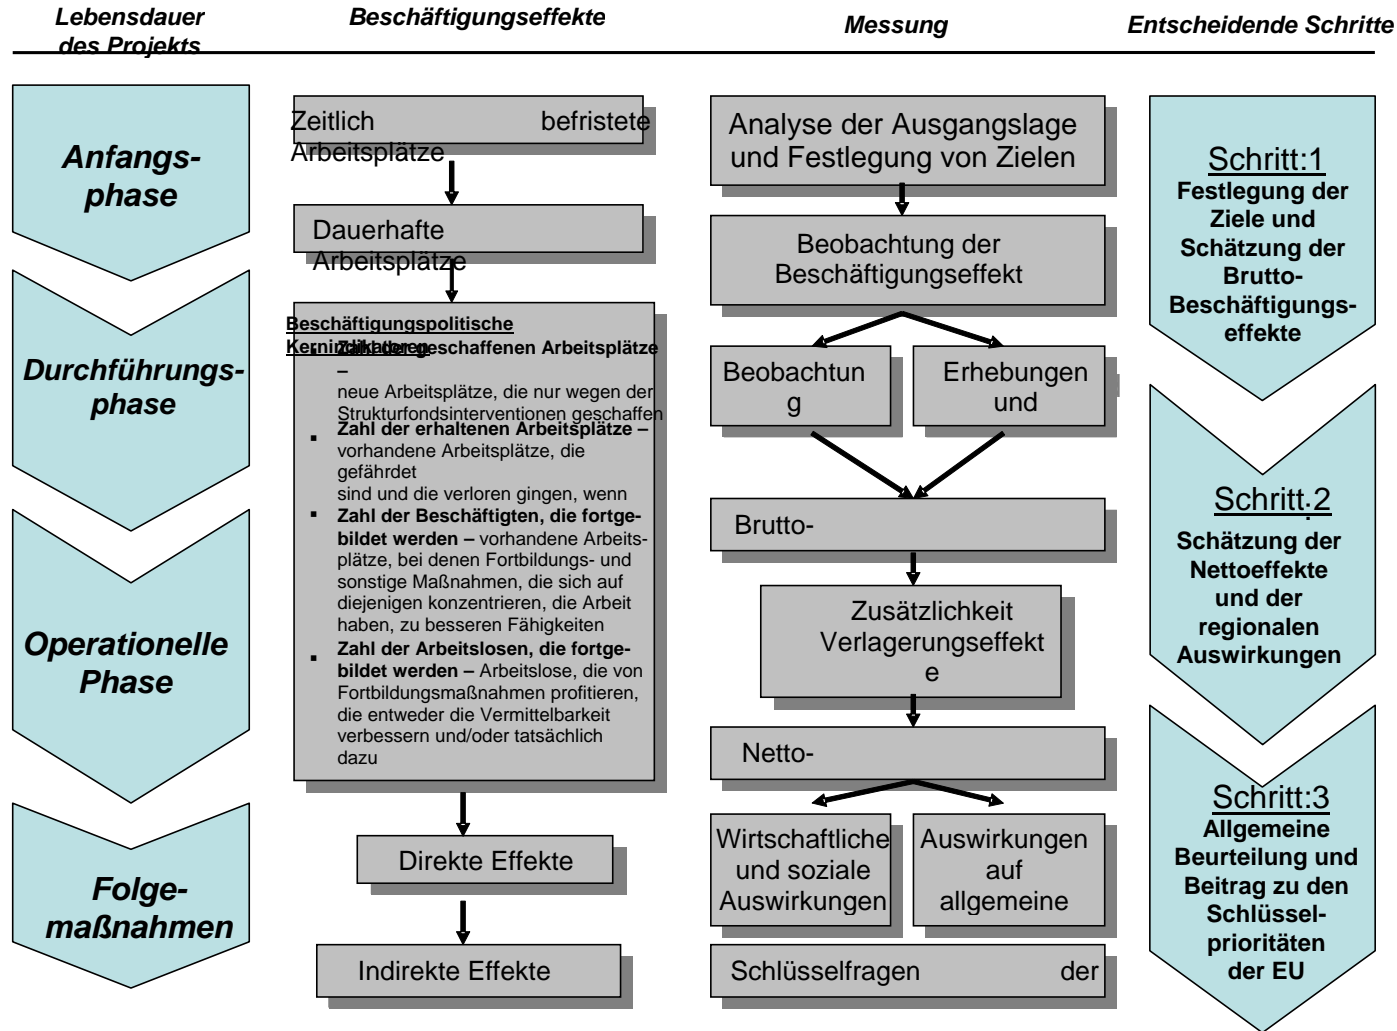 Lebensdauer
des Projekts
Beschäftigungseffekte
Messung
Entscheidende Schritte
Anfangs-
phase
Durchführungs-
phase
Operationelle
Phase
Folge-
maßnahmen
Zeitlich befristete
Arbeitsplätze
Dauerhafte
Arbeitsplätze
Beschäftigungspolitische
Kernindikatoren
▪ Zahl der geschaffenen Arbeitsplätze
–
neue Arbeitsplätze, die nur wegen der
Strukturfondsinterventionen geschaffen
▪ Zahl der erhaltenen Arbeitsplätze –
vorhandene Arbeitsplätze, die
gefährdet
sind und die verloren gingen, wenn
▪ Zahl der Beschäftigten, die fortge-
bildet werden – vorhandene Arbeits-
plätze, bei denen Fortbildungs- und
sonstige Maßnahmen, die sich auf
diejenigen konzentrieren, die Arbeit
haben, zu besseren Fähigkeiten
▪ Zahl der Arbeitslosen, die fortge-
bildet werden – Arbeitslose, die von
Fortbildungsmaßnahmen profitieren,
die entweder die Vermittelbarkeit
verbessern und/oder tatsächlich
dazu
Direkte Effekte
Indirekte Effekte
Analyse der Ausgangslage
und Festlegung von Zielen
Beobachtung der
Beschäftigungseffekt
Beobachtun
g
Erhebungen
und
Brutto-
Zusätzlichkeit
Verlagerungseffekt
e
Netto-
Wirtschaftliche
und soziale
Auswirkungen
Auswirkungen
auf
allgemeine
Schlüsselfragen der
Schritt:1
Festlegung der
Ziele und
Schätzung der
Brutto-
Beschäftigungs-
effekte
Schritt:2
Schätzung der
Nettoeffekte
und der
regionalen
Auswirkungen
Schritt:3
Allgemeine
Beurteilung und
Beitrag zu den
Schlüssel-
prioritäten
der EU